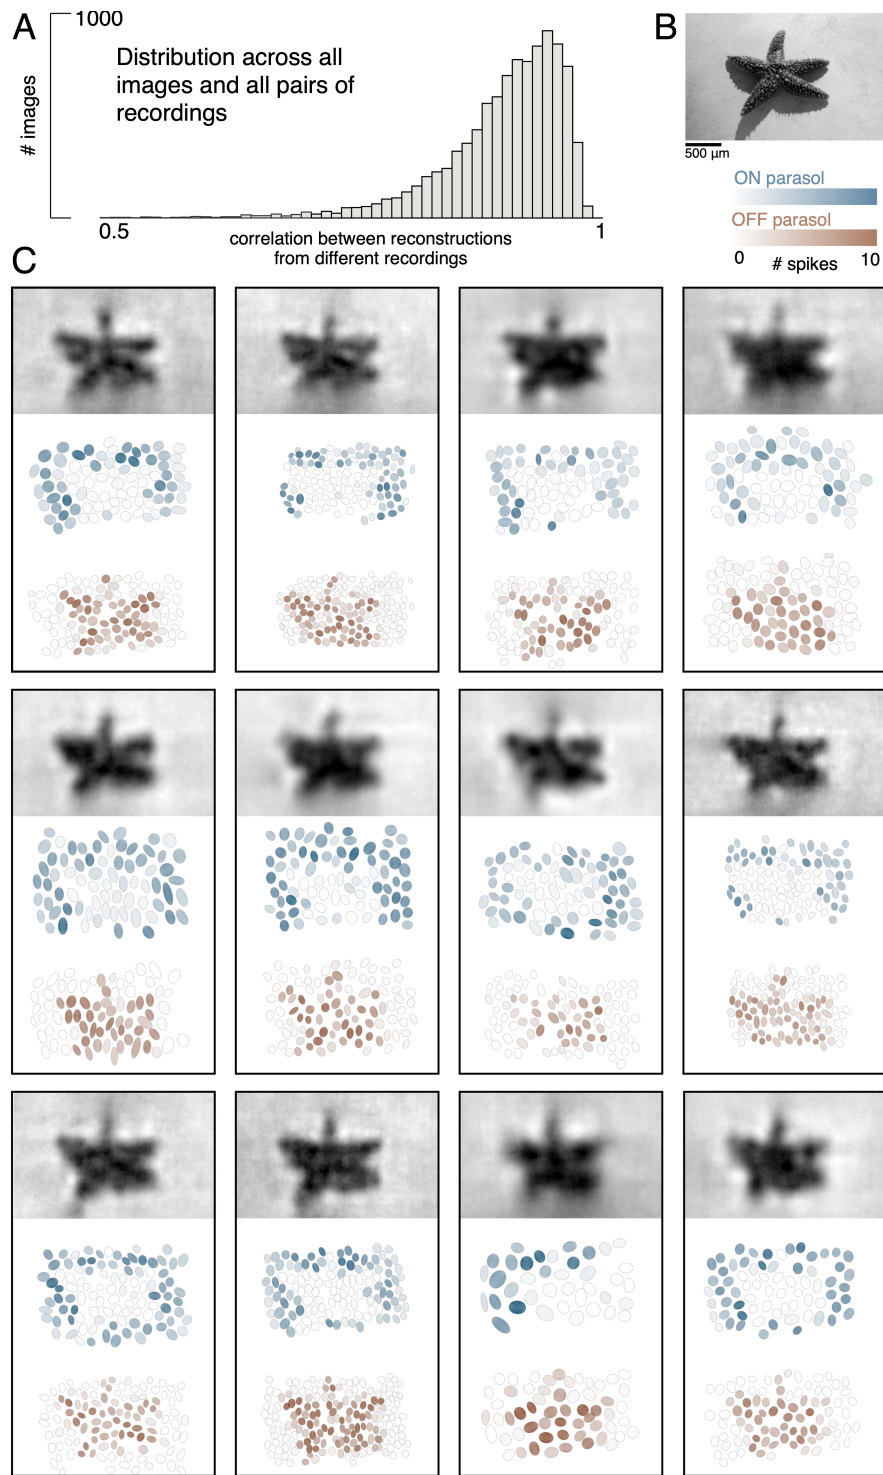 A
1000
Distribution across all
images and all pairs of
recordings
# images
0.5
1
correlation between reconstructions
from different recordings
B
500 µm
ON parasol
OFF parasol
0
# spikes
10
C